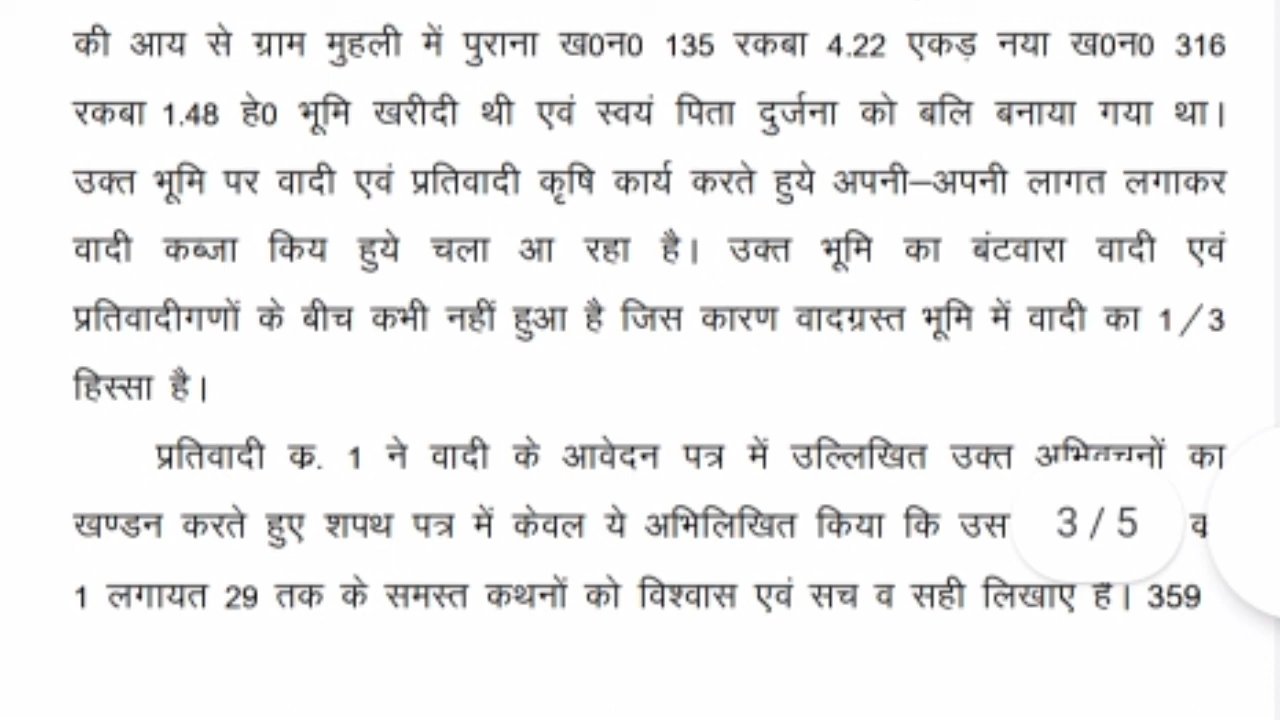 की आय से ग्राम मुहली में पुराना ख0न0 135 रकबा 4.22 एकड़ नया ख0न0 316
रकबा 1.48 हे0 भूमि खरीदी थी एवं स्वयं पिता दुर्जना को बलि बनाया गया था।
उक्त भूमि पर वादी एवं प्रतिवादी कृषि कार्य करते हुये अपनी–अपनी लागत लगाकर
वादी कब्जा किय हुये चला आ रहा है। उक्त भूमि का बंटवारा वादी एवं
प्रतिवादीगणों के बीच कभी नहीं हुआ है जिस कारण वादग्रस्त भूमि में वादी का 1/3
हिस्सा है।
प्रतिवादी क. 1 ने वादी के आवेदन पत्र में उल्लिखित उक्त अभिवचनों का
खण्डन करते हुए शपथ पत्र में केवल ये अभिलिखित किया कि उस 3 / 5 व
1 लगायत 29 तक के समस्त कथनों को विश्वास एवं सच व सही लिखाए हैं। 359